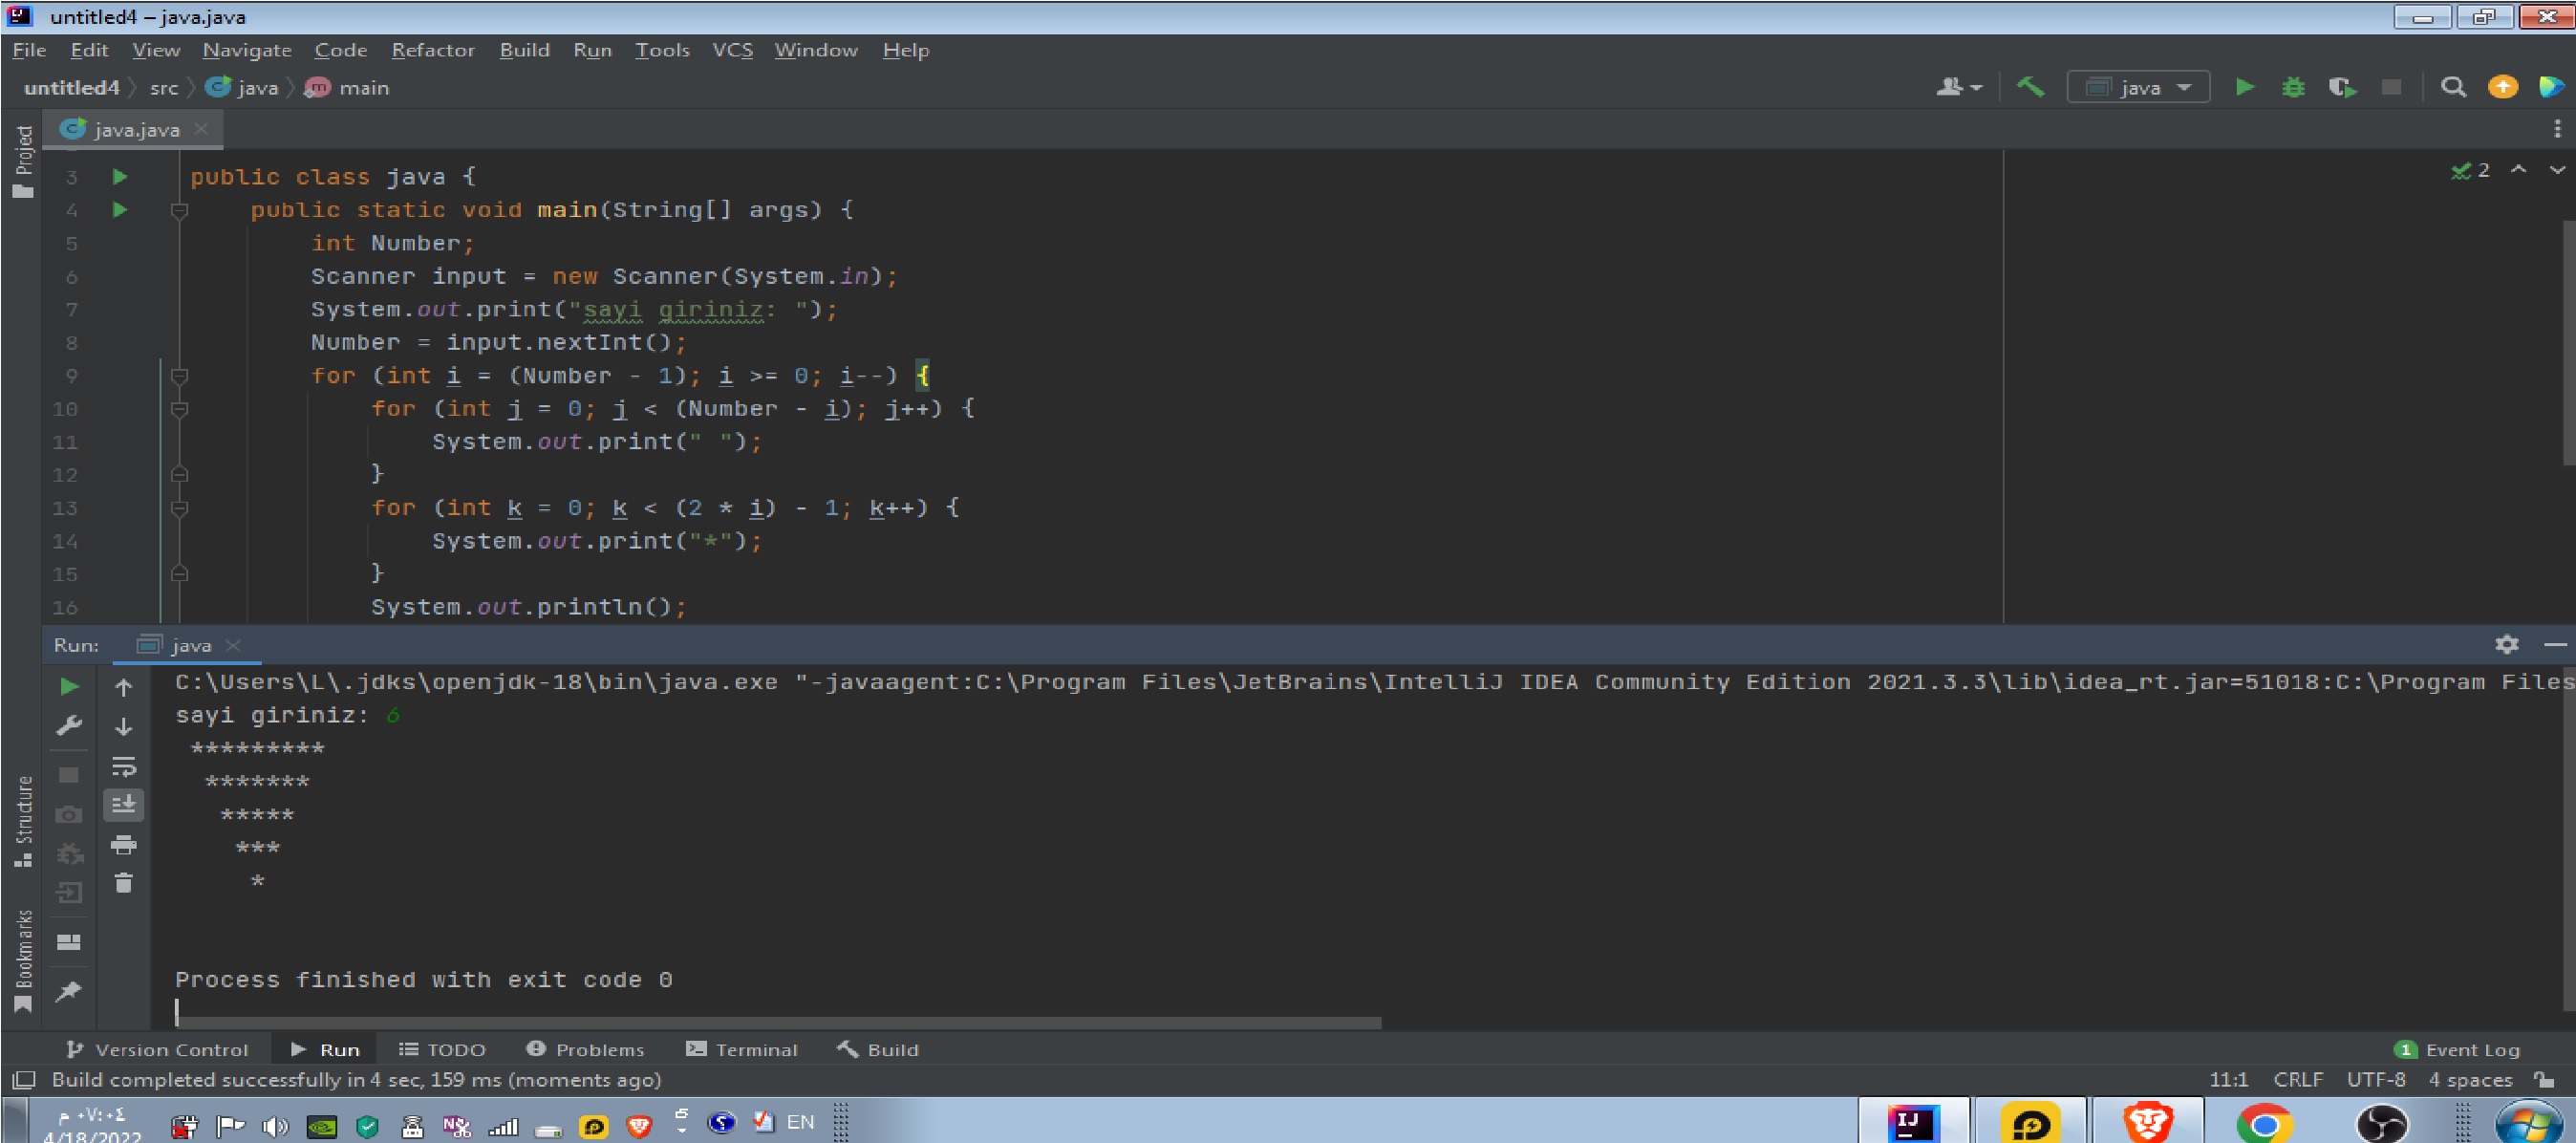 untitled4 – java.java
File Edit View Navigate Code Refactor Build Run Tools VCS Window Help
untitled4 src java main java
Project
java.java
2
3 public class java {
4 public static void main(String[] args) {
5 int Number;
6 Scanner input = new Scanner(System.in);
7 System.out.print("sayi giriniz: ");
8 Number = input.nextInt();
9 for (int i = (Number - 1); i >= 0; i--) {
10 for (int j = 0; j < (Number - i); j++) {
11 System.out.print(" ");
12 }
13 for (int k = 0; k < (2 * i) - 1; k++) {
14 System.out.print("*");
15 }
16 System.out.println();
Run: java
C:\Users\L\.jdks\openjdk-18\bin\java.exe "-javaagent:C:\Program Files\JetBrains\IntelliJ IDEA Community Edition 2021.3.3\lib\idea_rt.jar=51018:C:\Program Files
sayi giriniz: 6
*********
*******
*****
***
*
Process finished with exit code 0
Structure
Bookmarks
Version Control Run TODO Problems Terminal Build 1 Event Log
Build completed successfully in 4 sec, 159 ms (moments ago) 11:1 CRLF UTF-8 4 spaces
٠٧:٠٤ م
EN
4/18/2022